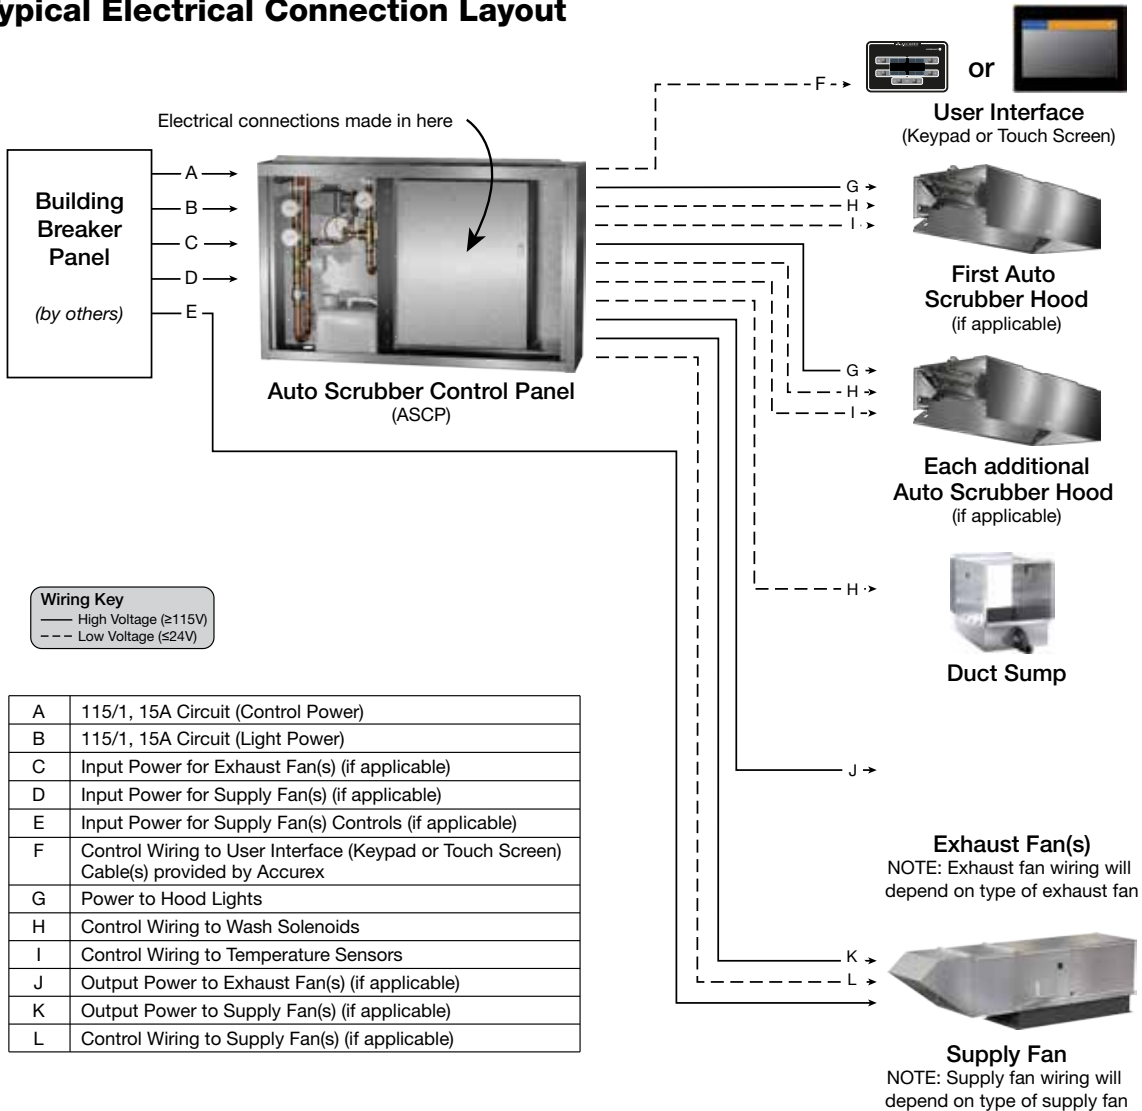 ypical Electrical Connection Layout
F
or
User Interface
(Keypad or Touch Screen)
Electrical connections made in here
Building
Breaker
Panel
(by others)
A
B
C
D
E
Auto Scrubber Control Panel
(ASCP)
G
H
I
First Auto
Scrubber Hood
(if applicable)
G
H
I
Each additional
Auto Scrubber Hood
(if applicable)
H
Duct Sump
Wiring Key
High Voltage (≥115V)
Low Voltage (≤24V)
A 115/1, 15A Circuit (Control Power)
B 115/1, 15A Circuit (Light Power)
C Input Power for Exhaust Fan(s) (if applicable)
D Input Power for Supply Fan(s) (if applicable)
E Input Power for Supply Fan(s) Controls (if applicable)
F Control Wiring to User Interface (Keypad or Touch Screen)
Cable(s) provided by Accurex
G Power to Hood Lights
H Control Wiring to Wash Solenoids
I Control Wiring to Temperature Sensors
J Output Power to Exhaust Fan(s) (if applicable)
K Output Power to Supply Fan(s) (if applicable)
L Control Wiring to Supply Fan(s) (if applicable)
J
Exhaust Fan(s)
NOTE: Exhaust fan wiring will
depend on type of exhaust fan
K
L
Supply Fan
NOTE: Supply fan wiring will
depend on type of supply fan